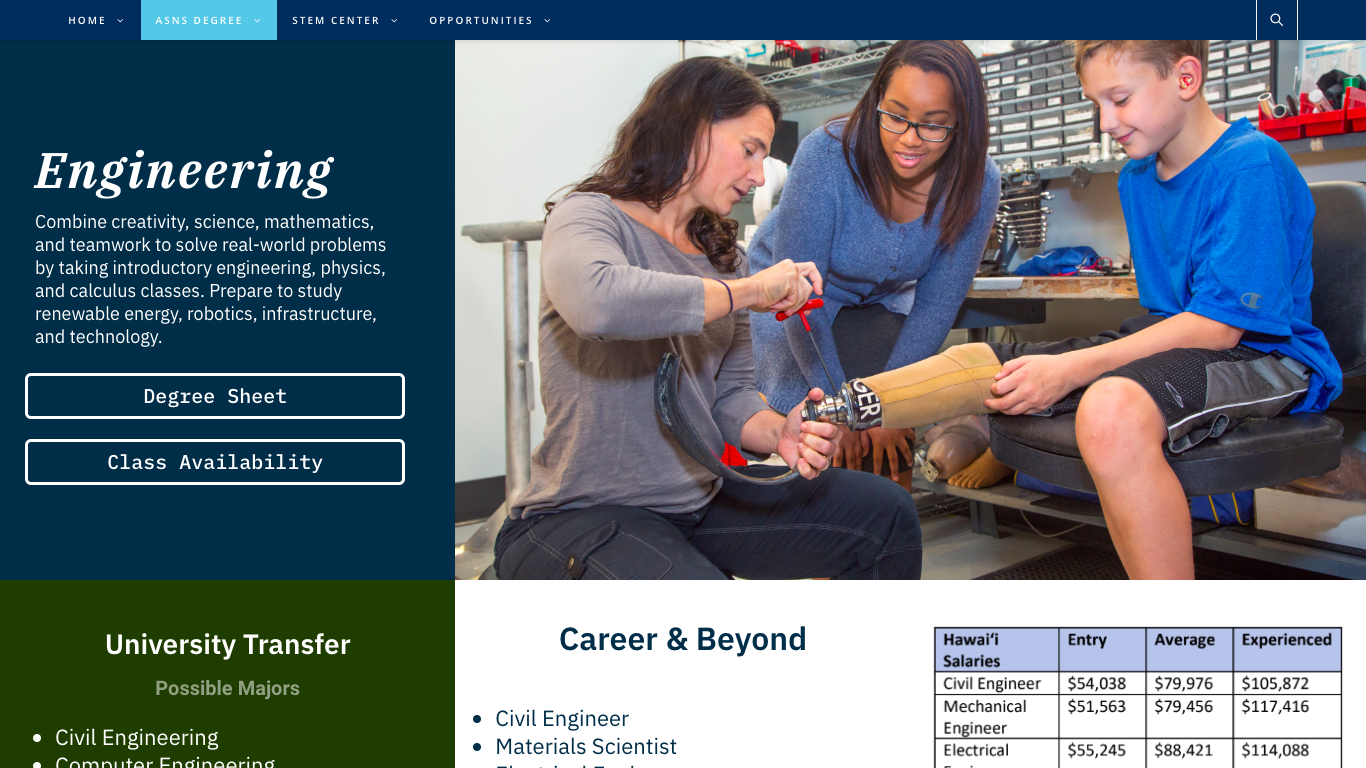 HOME
ASNS DEGREE
STEM CENTER
OPPORTUNITIES
Engineering
Combine creativity, science, mathematics,
and teamwork to solve real-world problems
by taking introductory engineering, physics,
and calculus classes. Prepare to study
renewable energy, robotics, infrastructure,
and technology.
Degree Sheet
Class Availability
GER
University Transfer
Possible Majors
Civil Engineering
Computer Engineering
Career & Beyond
Civil Engineer
Materials Scientist
Hawaiʻi Salaries Entry Average Experienced
Civil Engineer $54,038 $79,976 $105,872
Mechanical Engineer $51,563 $79,456 $117,416
Electrical $55,245 $88,421 $114,088